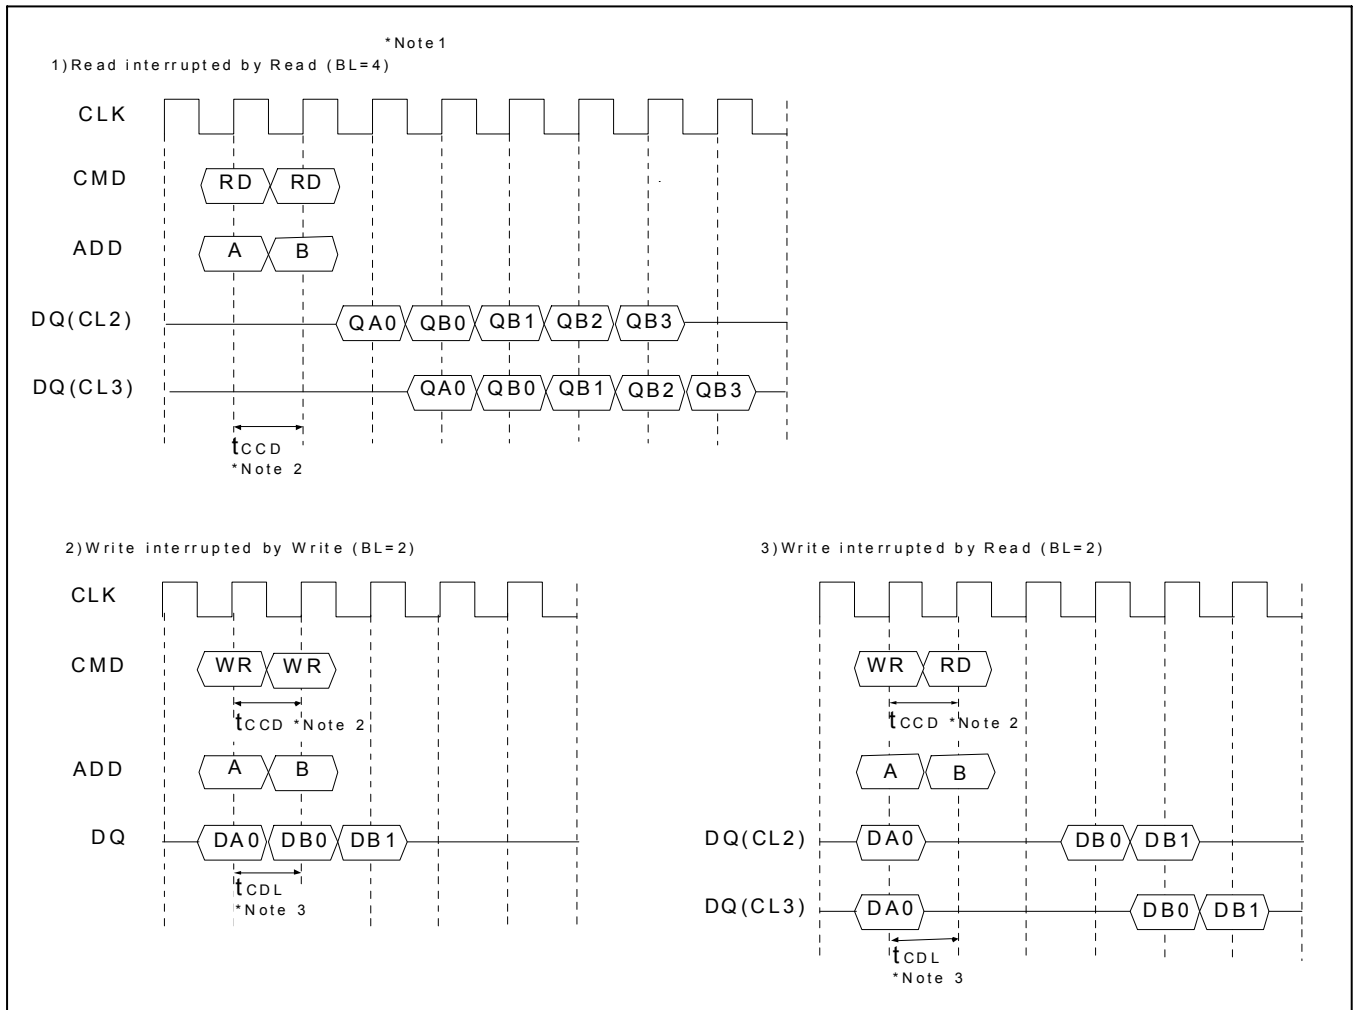 *Note1
1)Read interrupted by Read (BL=4)
CLK
CMD RD RD
ADD A B
DQ(CL2) QA0 QB0 QB1 QB2 QB3
DQ(CL3) QA0 QB0 QB1 QB2 QB3
tCCD
*Note 2
2)Write interrupted by Write (BL=2)
CLK
CMD WR WR
tCCD *Note 2
ADD A B
DQ DA0 DB0 DB1
tCDL
*Note 3
3)Write interrupted by Read (BL=2)
WR RD
tCCD *Note 2
A B
DQ(CL2) DA0 DB0 DB1
DQ(CL3) DA0 DB0 DB1
tCDL
*Note 3